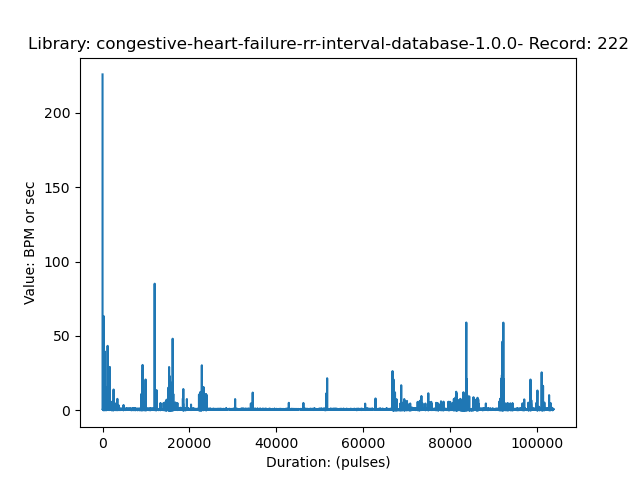 Library: congestive-heart-failure-rr-interval-database-1.0.0- Record: 222
Value: BPM or sec
200
150
100
50
0
0 20000 40000 60000 80000 100000
Duration: (pulses)